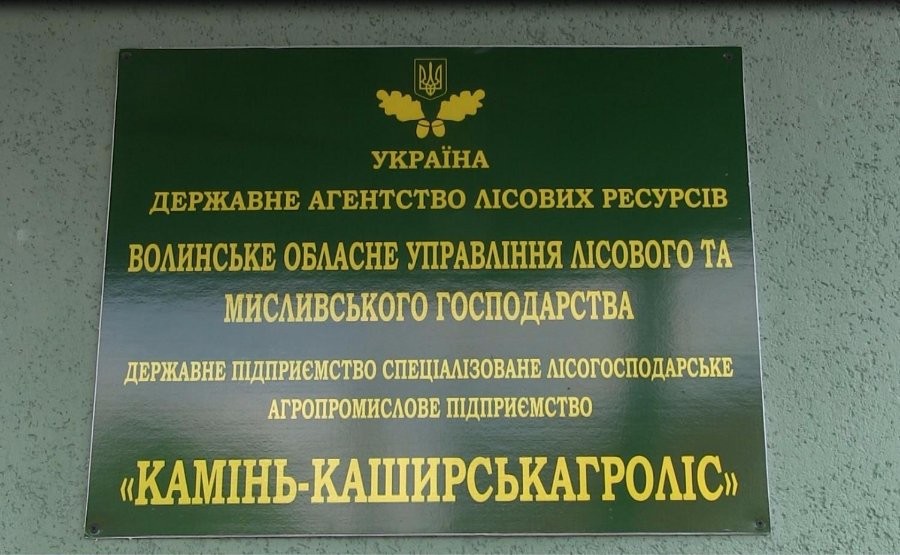 УКРАЇНА
ДЕРЖАВНЕ АГЕНТСТВО ЛІСОВИХ РЕСУРСІВ
ВОЛИНСЬКЕ ОБЛАСНЕ УПРАВЛІННЯ ЛІСОВОГО ТА
МИСЛИВСЬКОГО ГОСПОДАРСТВА
ДЕРЖАВНЕ ПІДПРИЄМСТВО СПЕЦІАЛІЗОВАНЕ ЛІСОГОСПОДАРСЬКЕ
АГРОПРОМИСЛОВЕ ПІДПРИЄМСТВО
«КАМІНЬ-КАШИРСЬКАГРОЛІС»